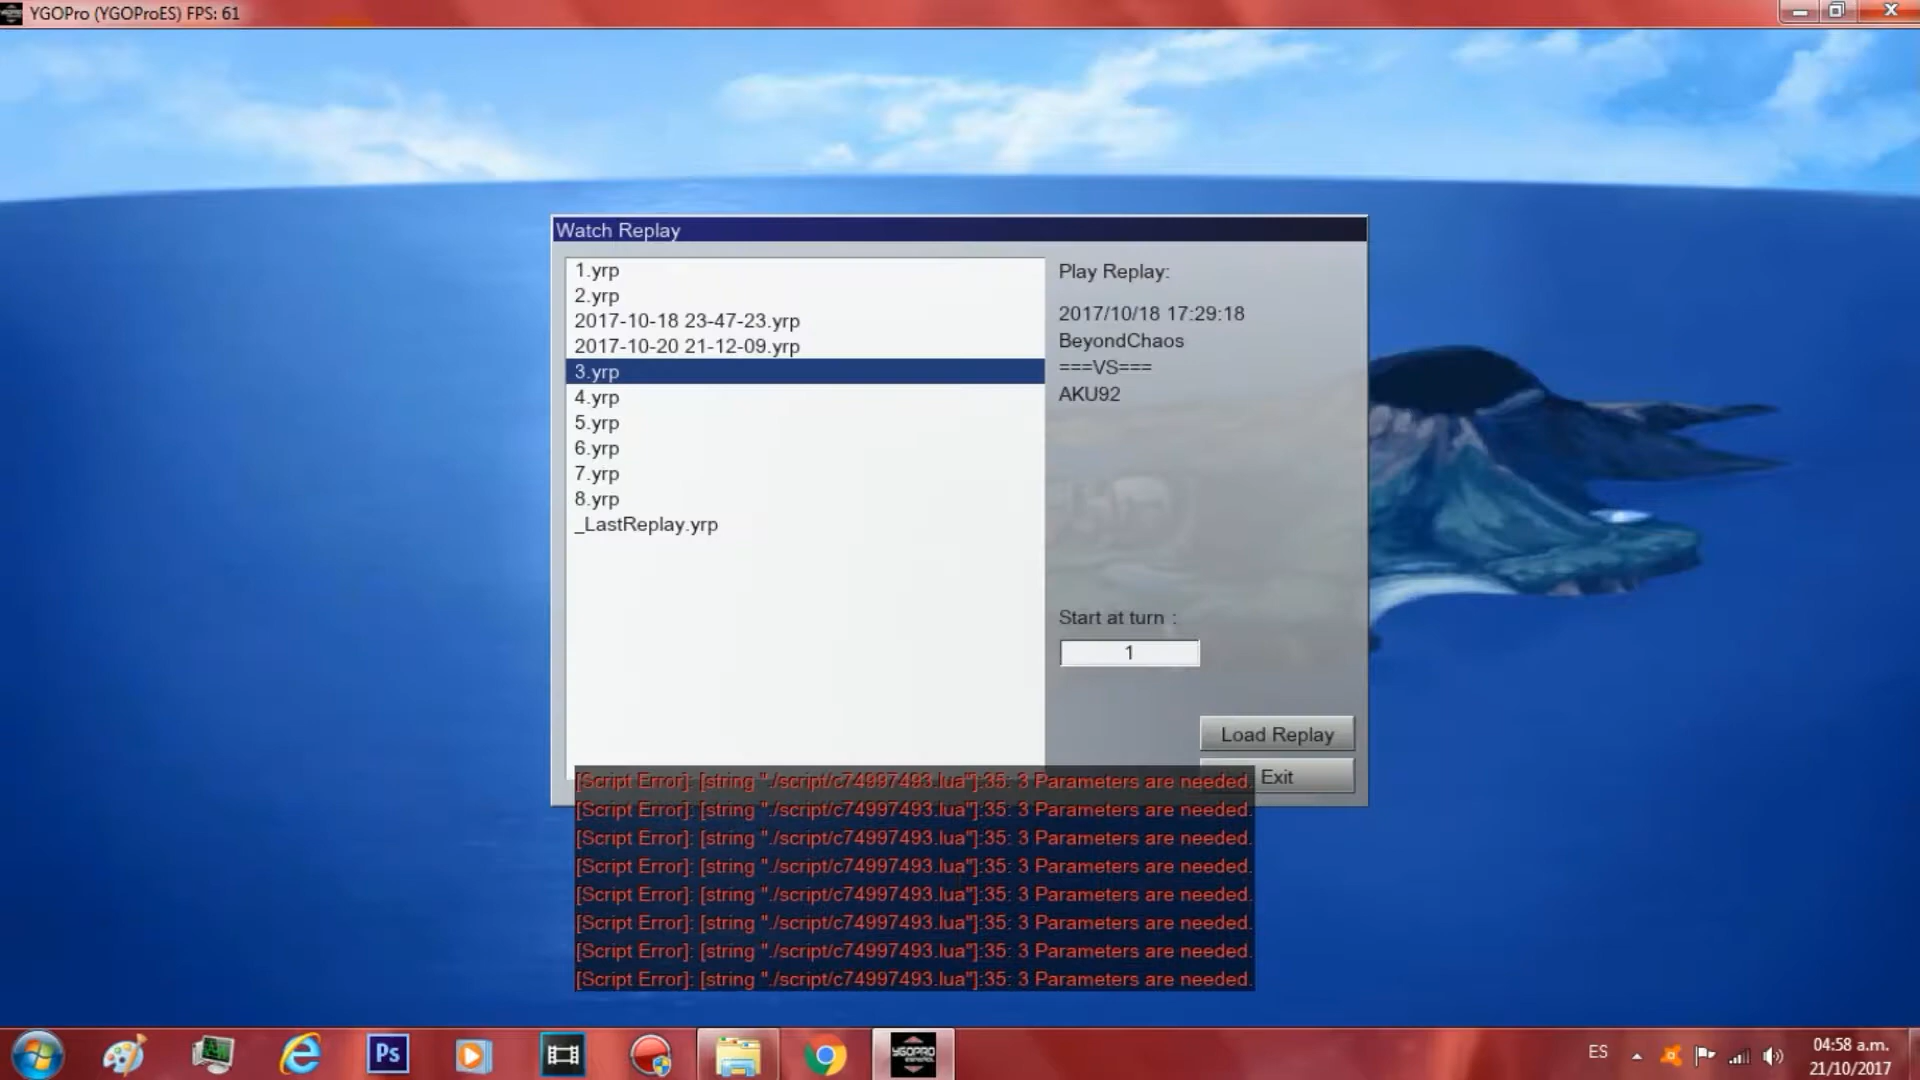 YGOPro (YGOProES) FPS: 61
Watch Replay
1.yrp
2.yrp
2017-10-18 23-47-23.yrp
2017-10-20 21-12-09.yrp
3.yrp
4.yrp
5.yrp
6.yrp
7.yrp
8.yrp
_LastReplay.yrp
Play Replay:
2017/10/18 17:29:18
BeyondChaos
===VS===
AKU92
Start at turn :
1
Load Replay
Exit
[Script Error]: [string "./script/c74997493.lua"]:35: 3 Parameters are needed.
[Script Error]: [string "./script/c74997493.lua"]:35: 3 Parameters are needed.
[Script Error]: [string "./script/c74997493.lua"]:35: 3 Parameters are needed.
[Script Error]: [string "./script/c74997493.lua"]:35: 3 Parameters are needed.
[Script Error]: [string "./script/c74997493.lua"]:35: 3 Parameters are needed.
[Script Error]: [string "./script/c74997493.lua"]:35: 3 Parameters are needed.
[Script Error]: [string "./script/c74997493.lua"]:35: 3 Parameters are needed.
[Script Error]: [string "./script/c74997493.lua"]:35: 3 Parameters are needed.
Ps
YGOPRO
ES
04:58 a.m.
21/10/2017